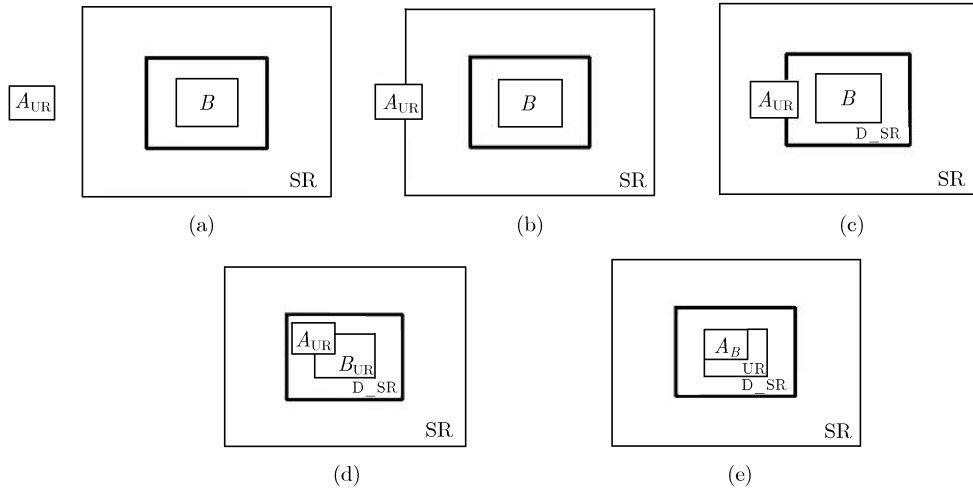 A_UR B SR
(a)
A_UR B SR
(b)
A_UR B D_SR SR
(c)
A_UR B_UR D_SR SR
(d)
A_B UR D_SR SR
(e)